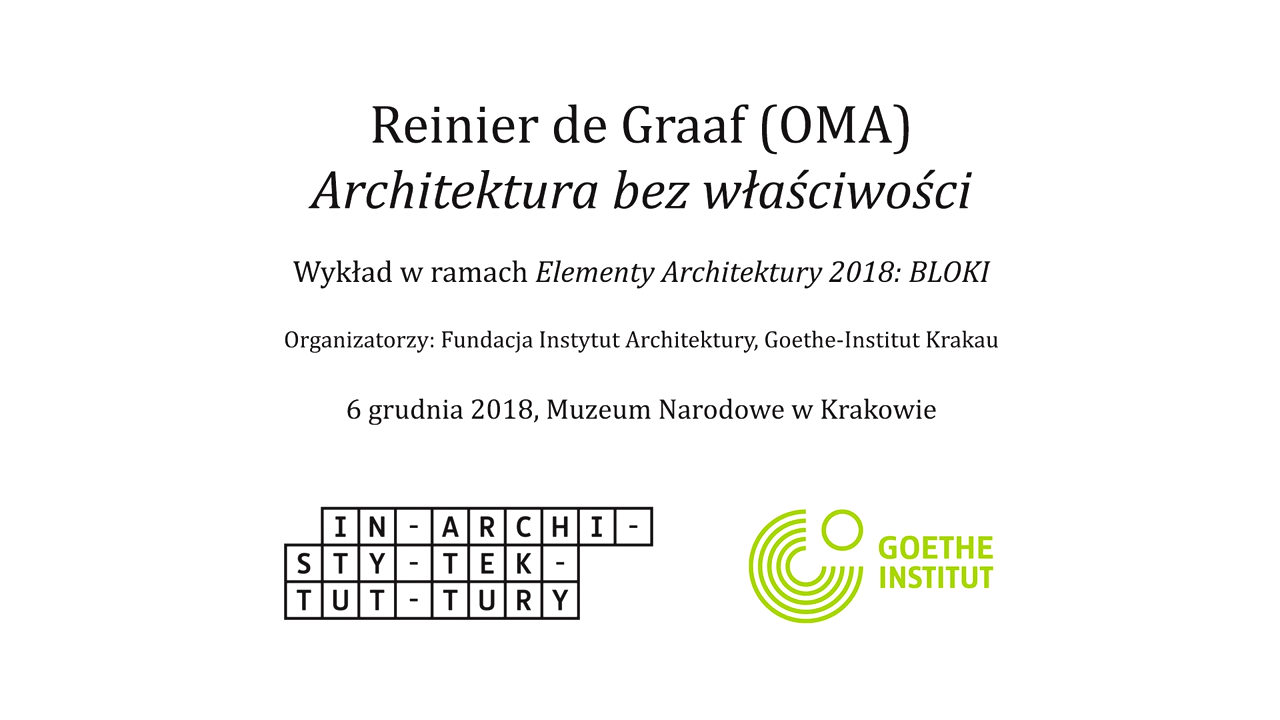 Reinier de Graaf (OMA)
Architektura bez właściwości
Wykład w ramach Elementy Architektury 2018: BLOKI
Organizatorzy: Fundacja Instytut Architektury, Goethe-Institut Krakau
6 grudnia 2018, Muzeum Narodowe w Krakowie
IN-ARCHI-
STY-TEK-
TUT-TURY
GOETHE
INSTITUT